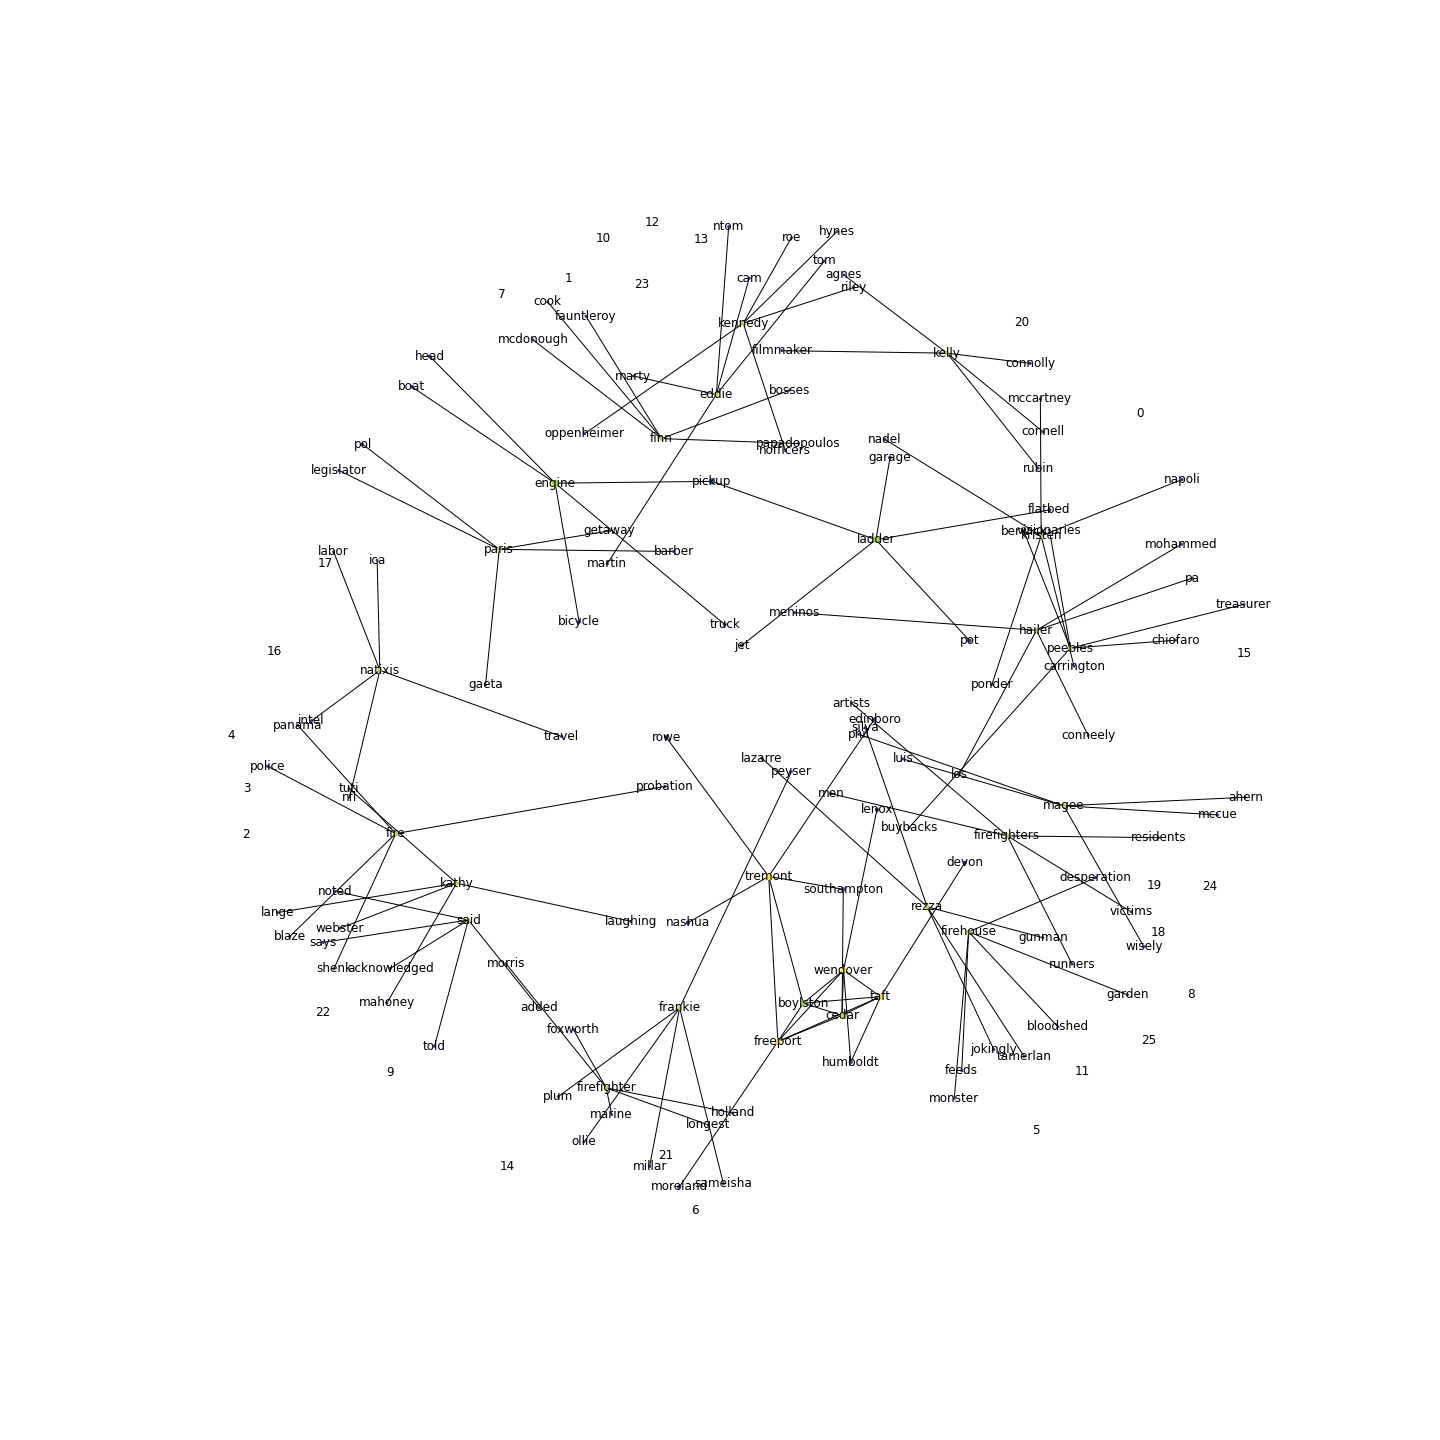 12
ntom
10
13
roe
hynes
tom
1
23
cam
agnes
riley
7
cook
fauntleroy
kennedy
20
mcdonough
filmmaker
kelly
head
connolly
marty
boat
eddie
bosses
mccartney
0
oppenheimer
finn
cornell
pol
papadopoulos
nadel
legislator
garage
rubin
engine
pickup
napoli
flatbed
getaway
visionaries
paris
barber
ladder
kristen
labor
ica
17
martin
mohammed
pa
treasurer
bicycle
truck
meninos
hailer
16
jet
pot
peebles
chiofaro
15
natixis
gaeta
ponder
carrington
artists
intel
panama
edinboro
silva
4
travel
rowe
conneely
police
lazarre
luis
peyser
los
3
probation
men
ahern
2
fire
lenox
buybacks
magee
mccue
firefighters
residents
devon
kathy
tremont
noted
southampton
desperation
19
24
lange
said
laughing
nashua
rezza
victims
blaze
webster
firehouse
gunman
18
says
wisely
shenk
acknowledged
morris
wendover
runners
mahoney
added
frankie
boylston
taft
garden
8
22
cedar
foxworth
bloodshed
told
freeport
25
9
humboldt
jokingly
tamerlan
firefighter
feeds
11
plum
marine
holland
monster
ollie
longest
5
14
21
millar
moreland
sameisha
6